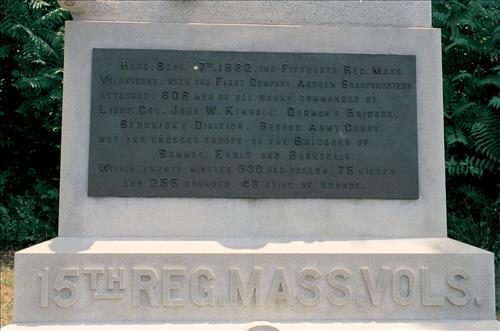 Here, Sept. 17th, 1862, the Fifteenth Reg. Mass.
Volunteers, with the First Company Andrew Sharpshooters
attached, 606 men of all ranks, commanded by
Lieut. Col. John W. Kimball, Gorman's Brigade,
Sedgwick's Division, Second Army Corps,
met and engaged troops of the Brigades of
Semmes, Early and Barksdale.
Within twenty minutes 330 had fallen, 75 killed
and 255 wounded. 43 dying of wounds.
15TH REG. MASS. VOLS.